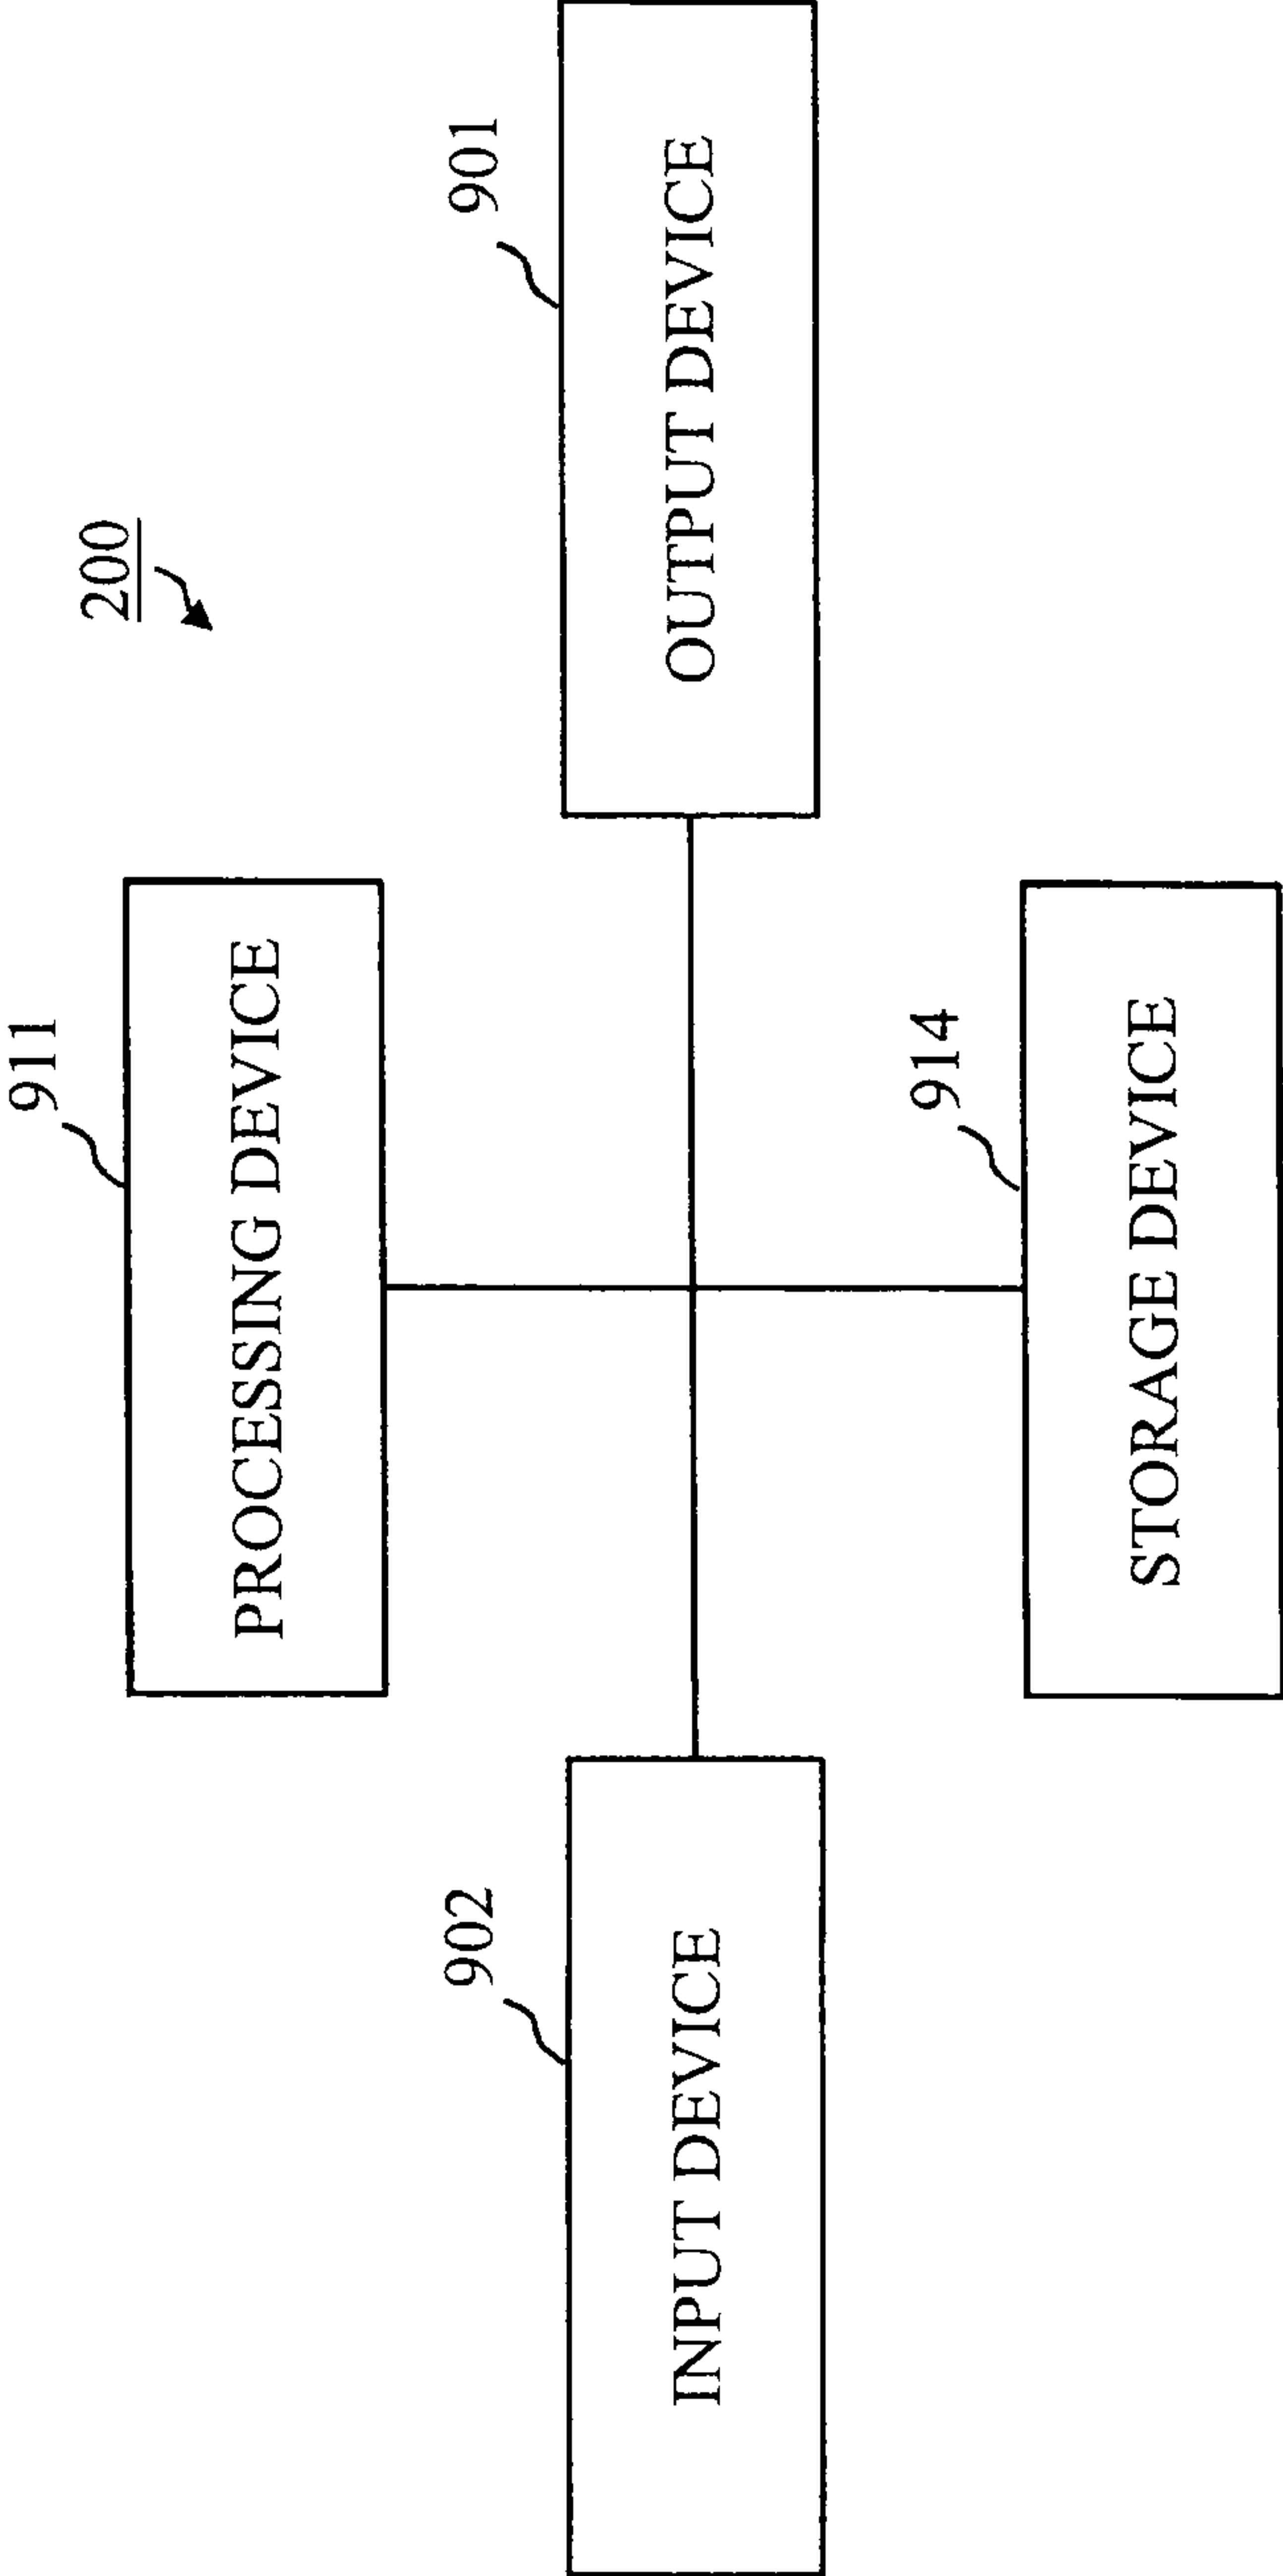 200
911
PROCESSING DEVICE
902
INPUT DEVICE
901
OUTPUT DEVICE
914
STORAGE DEVICE